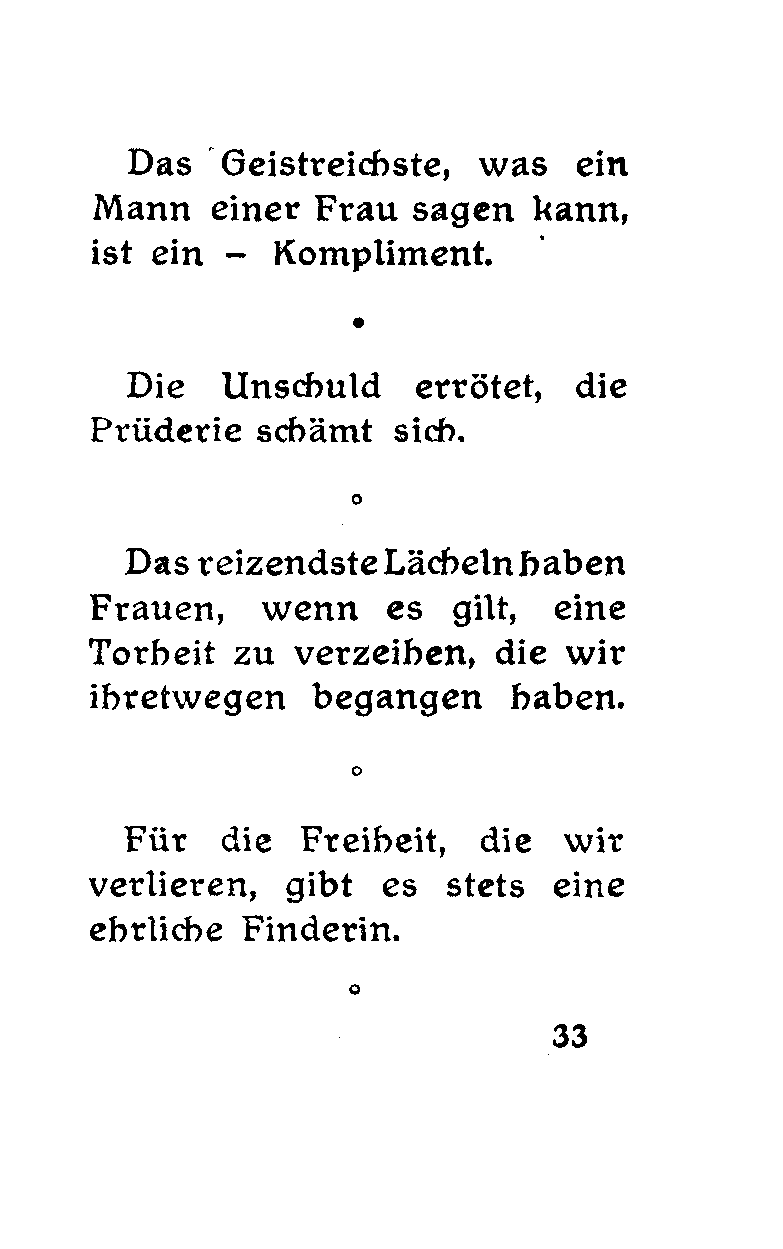 Das Geistreichste, was ein
Mann einer Frau sagen kann,
ist ein – Kompliment.
•
Die Unschuld errötet, die
Prüderie schämt sich.
o
Das reizendste Lächeln haben
Frauen, wenn es gilt, eine
Torheit zu verzeihen, die wir
ihretwegen begangen haben.
o
Für die Freiheit, die wir
verlieren, gibt es stets eine
ehrliche Finderin.
o
33